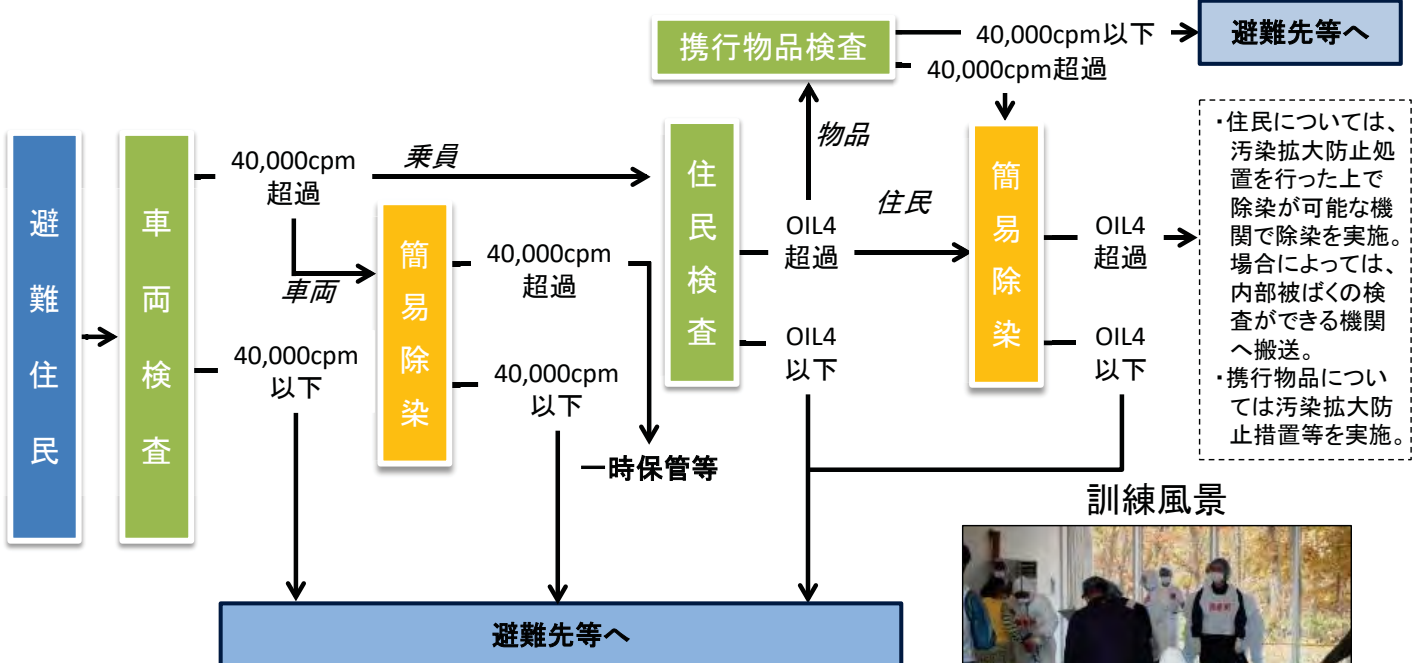 避難住民
車両検査
40,000cpm
超過
乗員
車両
40,000cpm
以下
簡易除染
40,000cpm
超過
40,000cpm
以下
一時保管等
住民検査
物品
携行物品検査
40,000cpm以下
40,000cpm超過
避難先等へ
OIL4
超過
住民
OIL4
以下
簡易除染
OIL4
超過
OIL4
以下
・住民については、
汚染拡大防止処
置を行った上で
除染が可能な機
関で除染を実施。
場合によっては、
内部被ばくの検
査ができる機関
へ搬送。
・携行物品につい
ては汚染拡大防
止措置等を実施。
訓練風景
避難先等へ